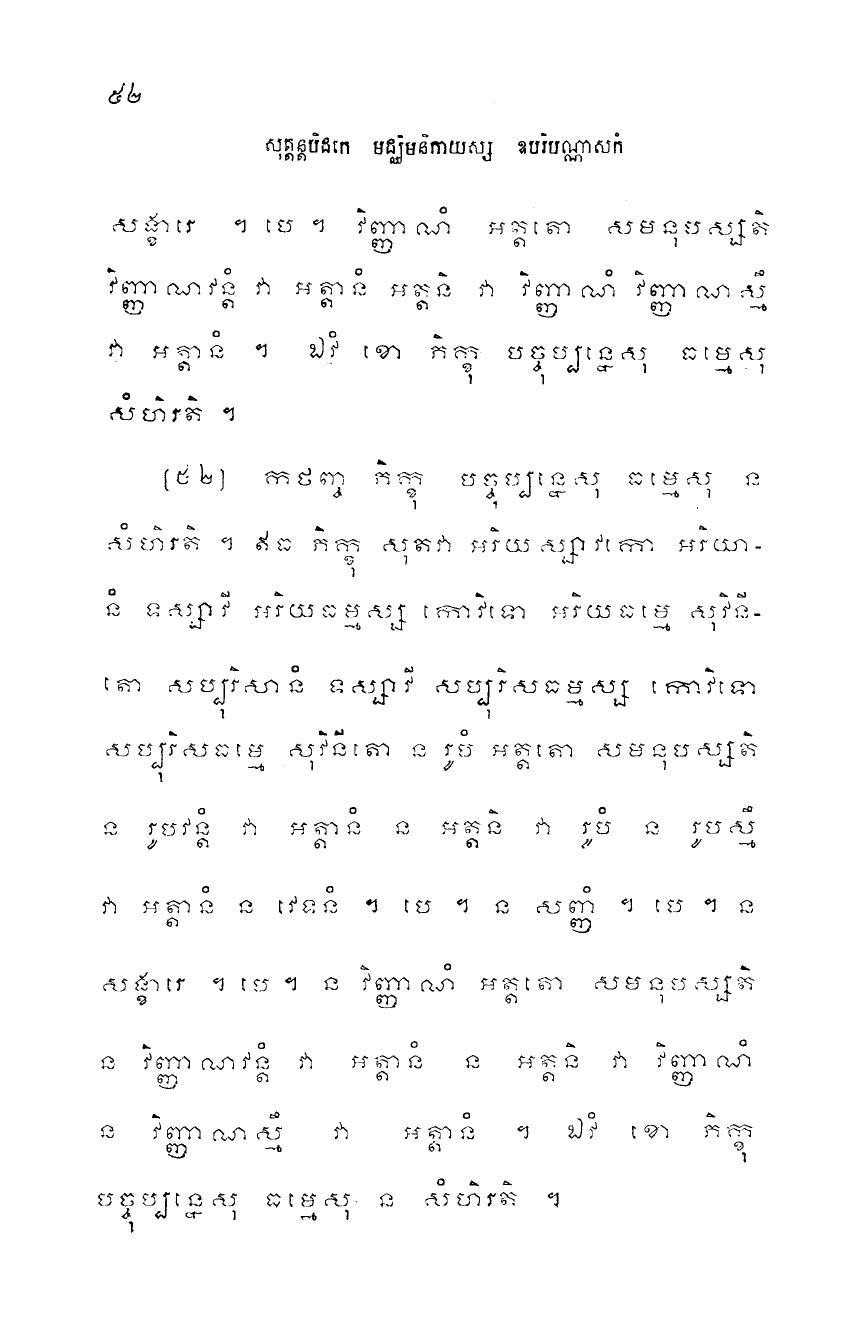 ៥២
សុត្តន្តបិដកេ មជ្ឈិមនិកាយស្ស ឧបរិបណ្ណាសកំ
សង្ខារេ ។ បេ ។ វិញ្ញាណំ អត្តតោ សមនុបស្សតិ
វិញ្ញាណវន្តំ វា អត្តានំ អត្តនិ វា វិញ្ញាណំ វិញ្ញាណស្មឹ
វា អត្តានំ ។ ឯវំ ខោ ភិក្ខុ បច្ចុប្បន្នេសុ ធម្មេសុ
សំហិរតិ ។
(៥២) កថញ្ច ភិក្ខុ បច្ចុប្បន្នេសុ ធម្មេសុ ន
សំហិរតិ ។ ឥធ ភិក្ខុ សុតវា អរិយស្សាវកោ អរិយា-
នំ ទស្សាវី អរិយធម្មស្ស កោវិទោ អរិយធម្មេ សុវិនី-
តោ សប្បុរិសានំ ទស្សាវី សប្បុរិសធម្មស្ស កោវិទោ
សប្បុរិសធម្មេ សុវិនីតោ ន រូបំ អត្តតោ សមនុបស្សតិ
ន រូបវន្តំ វា អត្តានំ ន អត្តនិ វា រូបំ ន រូបស្មឹ
វា អត្តានំ ន វេទនំ ។ បេ ។ ន សញ្ញំ ។ បេ ។ ន
សង្ខារេ ។ បេ ។ ន វិញ្ញាណំ អត្តតោ សមនុបស្សតិ
ន វិញ្ញាណវន្តំ វា អត្តានំ ន អត្តនិ វា វិញ្ញាណំ
ន វិញ្ញាណស្មឹ វា អត្តានំ ។ ឯវំ ខោ ភិក្ខុ
បច្ចុប្បន្នេសុ ធម្មេសុ ន សំហិរតិ ។